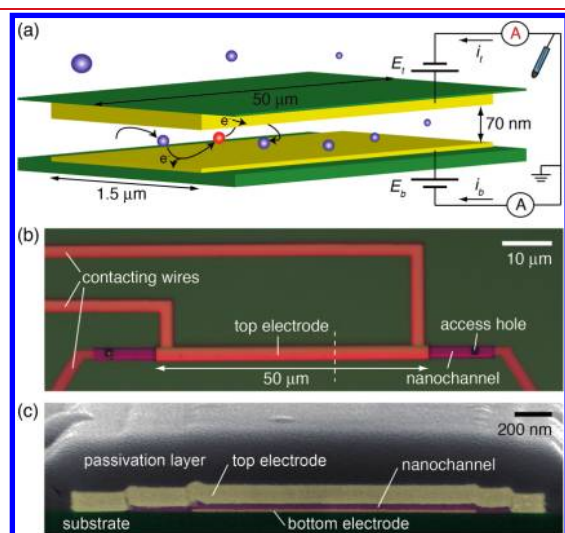 (a)
50 μm
E_t
i_t
A
e⁻
e⁻
70 nm
1.5 μm
E_b
i_b
A
(b)
10 μm
contacting wires
access hole
top electrode
50 μm
nanochannel
(c)
200 nm
passivation layer
top electrode
nanochannel
substrate
bottom electrode